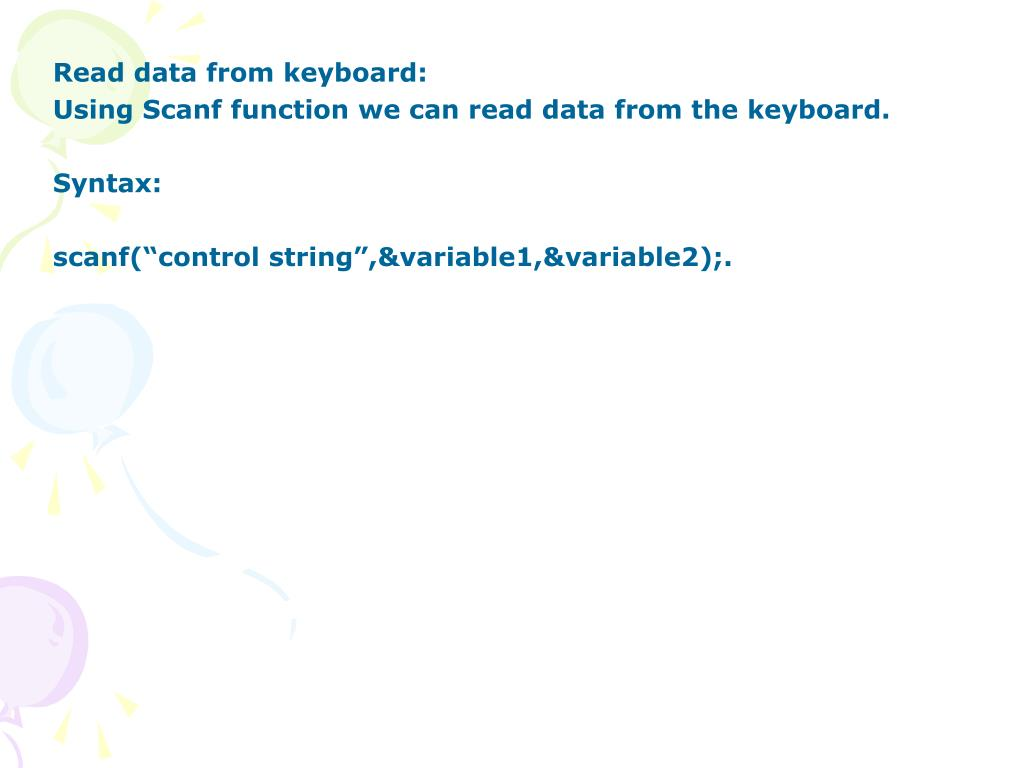 Read data from keyboard:
Using Scanf function we can read data from the keyboard.
Syntax:
scanf(“control string”,&variable1,&variable2);.